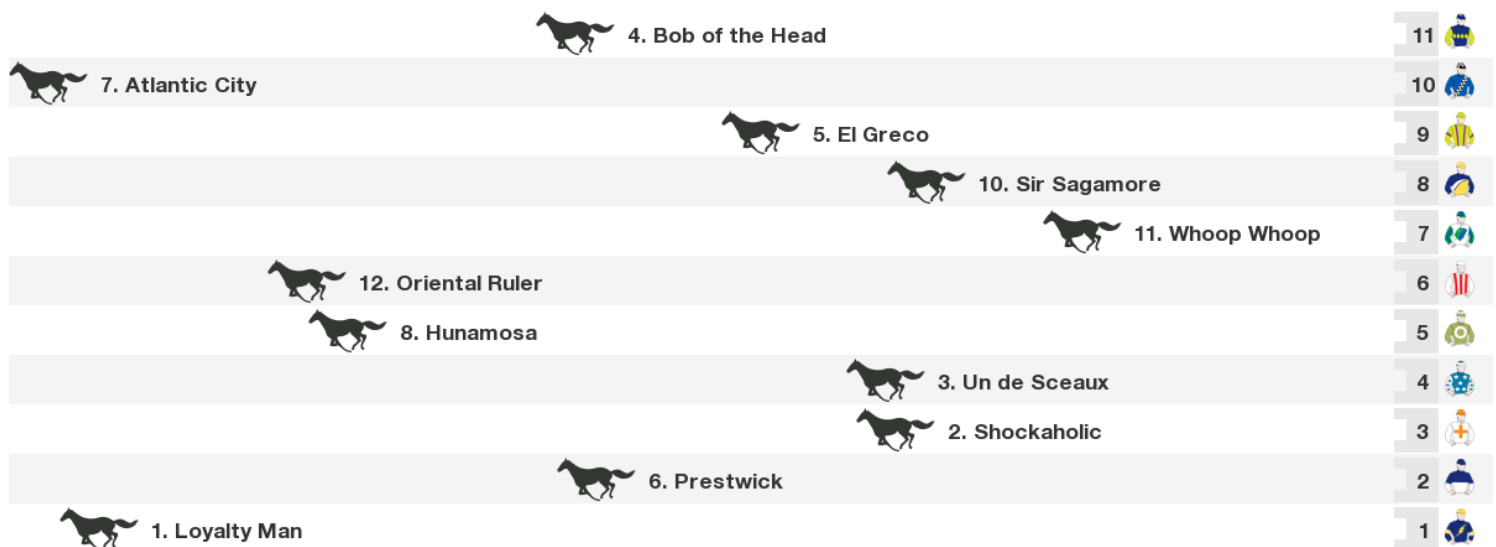 4. Bob of the Head 11
7. Atlantic City 10
5. El Greco 9
10. Sir Sagamore 8
11. Whoop Whoop 7
12. Oriental Ruler 6
8. Hunamosa 5
3. Un de Sceaux 4
2. Shockaholic 3
6. Prestwick 2
1. Loyalty Man 1